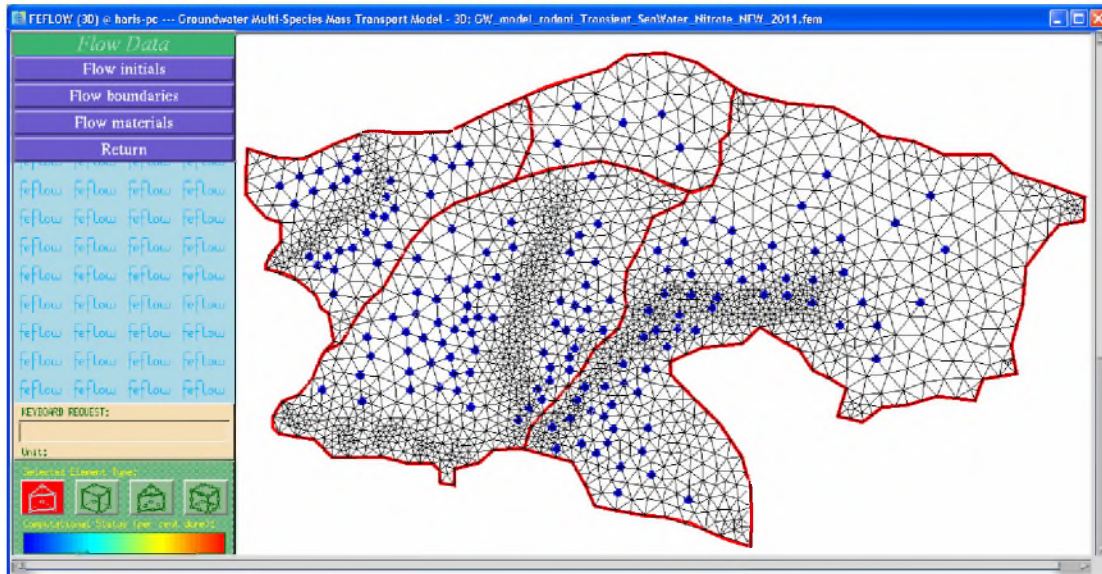 FEFLOW (3D) @ haris-pc --- Groundwater Multi-Species Mass Transport Model - 3D: GW_model_rodopi_Transient_SeaWater_Nitrate_NEW_2011.fem
Flow Data
Flow initials
Flow boundaries
Flow materials
Return
feflow feflow feflow feflow
feflow feflow feflow feflow
feflow feflow feflow feflow
feflow feflow feflow feflow
feflow feflow feflow feflow
feflow feflow feflow feflow
feflow feflow feflow feflow
feflow feflow feflow feflow
feflow feflow feflow feflow
KEYBOARD REQUEST:
Unit:
Selected Element Type:
Computational Status (per cent done):